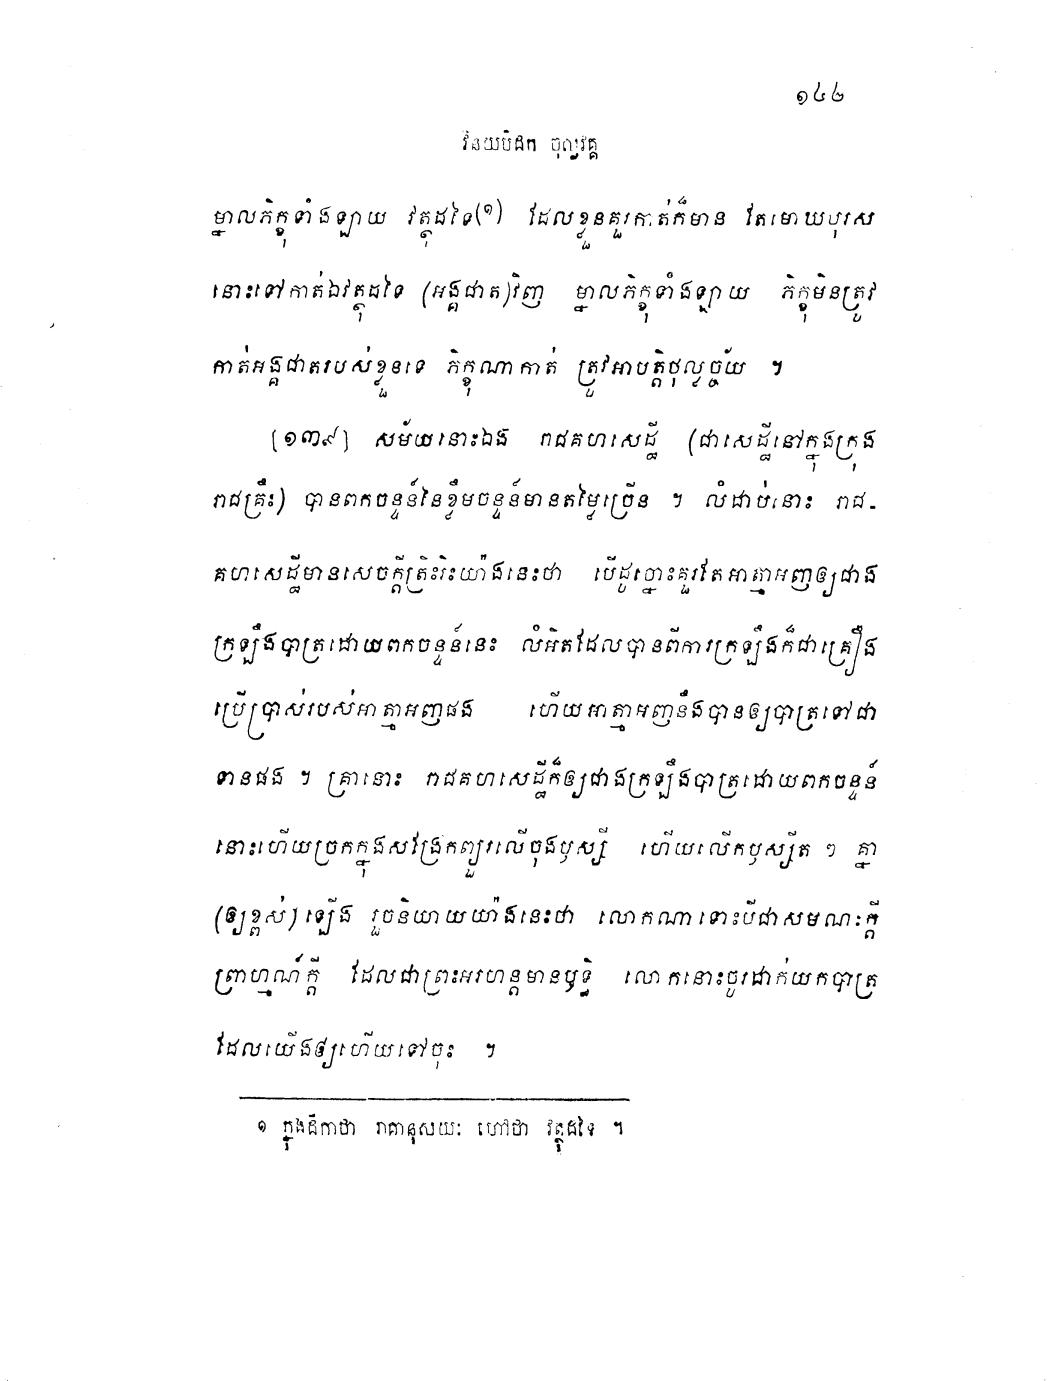 ១៤២
វិនយបិដក ចុល្លវគ្គ
ម្នាលភិក្ខុទាំងឡាយ វត្ថុដទៃ(១) ដែលខ្លួនគួរកាត់ក៏មាន តែមោឃបុរស
នោះទៅកាត់ឯវត្ថុដទៃ (អង្គជាត)វិញ ម្នាលភិក្ខុទាំងឡាយ ភិក្ខុមិនត្រូវ
កាត់អង្គជាតរបស់ខ្លួនទេ ភិក្ខុណាកាត់ ត្រូវអាបត្តិថុល្លច្ច័យ ។
[១៣៩] សម័យនោះឯង រាជគហសេដ្ឋី (ជាសេដ្ឋីនៅក្នុងក្រុង
រាជគ្រឹះ) បានពកចន្ទន៍នៃខ្លឹមចន្ទន៍មានតម្លៃច្រើន ។ លំដាប់នោះ រាជ-
គហសេដ្ឋីមានសេចក្តីត្រិះរិះយ៉ាងនេះថា បើដូច្នោះគួរតែអាត្មាអញឲ្យជាង
ក្រឡឹងបាត្រដោយពកចន្ទន៍នេះ លំអិតដែលបានពីការក្រឡឹងក៏ជាគ្រឿង
ប្រើប្រាស់របស់អាត្មាអញផង ហើយអាត្មាអញនឹងបានឲ្យបាត្រទៅជា
ទានផង ។ គ្រានោះ រាជគហសេដ្ឋីក៏ឲ្យជាងក្រឡឹងបាត្រដោយពកចន្ទន៍
នោះហើយច្រកក្នុងសង្រែកព្យួរលើចុងឫស្សី ហើយលើកឫស្សីត ៗ គ្នា
(ឲ្យខ្ពស់) ឡើង រួចនិយាយយ៉ាងនេះថា លោកណាទោះបីជាសមណៈក្តី
ព្រាហ្មណ៍ក្តី ដែលជាព្រះអរហន្តមានឫទ្ធិ លោកនោះចូរដាក់យកបាត្រ
ដែលយើងឲ្យហើយទៅចុះ ។
១ ក្នុងដីកាថា រាគានុសយៈ ហៅថា វត្ថុដទៃ ។